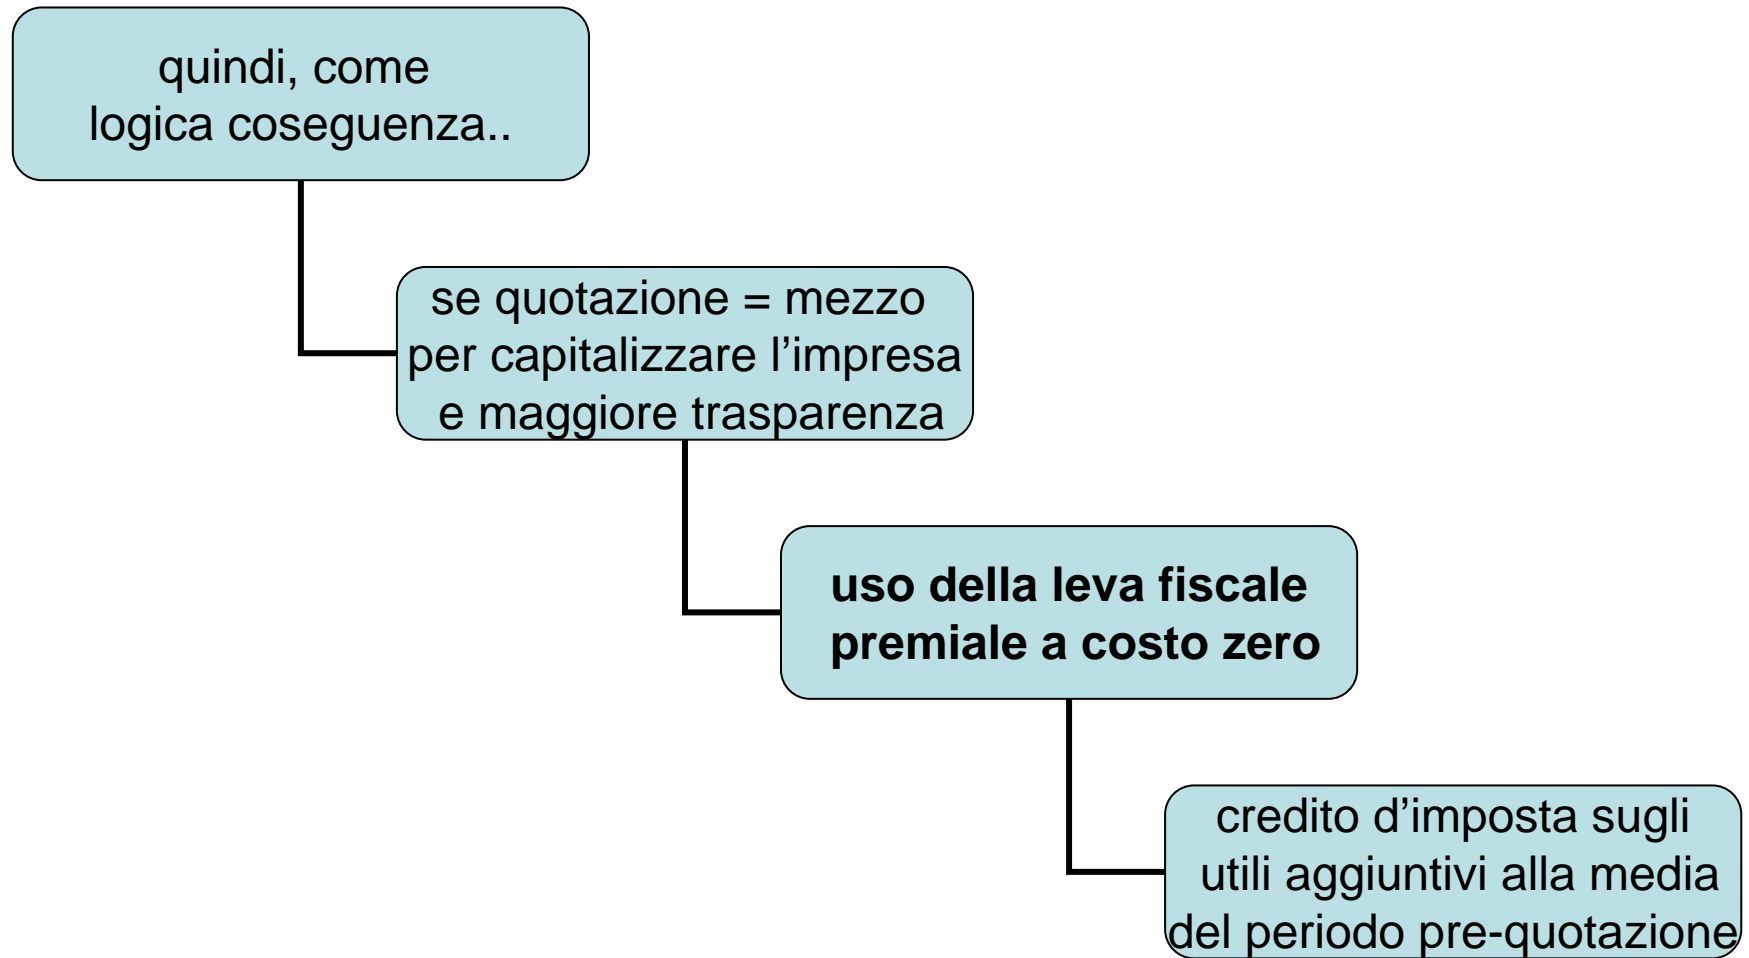 quindi, come
logica coseguenza..
se quotazione = mezzo
per capitalizzare l’impresa
e maggiore trasparenza
uso della leva fiscale
premiale a costo zero
credito d’imposta sugli
utili aggiuntivi alla media
del periodo pre-quotazione